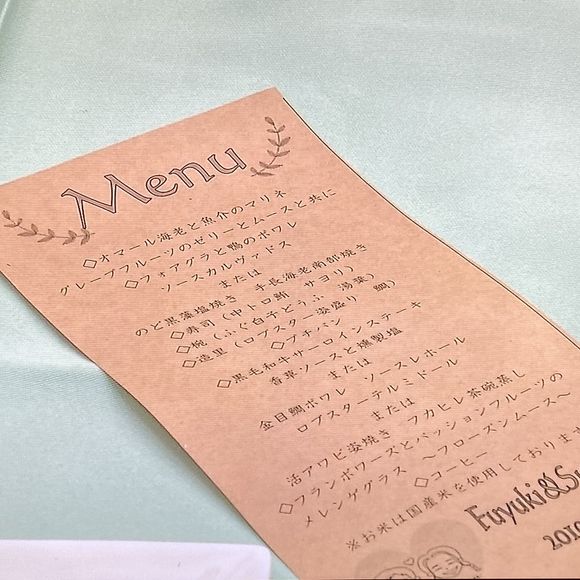 Menu
◇オマール海老と魚介のマリネ
グレープフルーツのゼリーとムースと共に
◇フォアグラと鴨のポワレ
ソースカルヴァドス
または
のど黒藻塩焼き 手長海老南部焼き
◇寿司（中トロ鮪 サヨリ）
◇椀（ふぐ白子とうふ 湯葉）
◇造里（ロブスター姿盛り 鯛）
◇プチパン
◇黒毛和牛サーロインステーキ
香草ソースと燻製塩
または
金目鯛ポワレ ソースレホール
ロブスターテルミドール
または
活アワビ姿焼き フカヒレ茶碗蒸し
◇フランボワーズとパッションフルーツの
メレンゲグラス ～フローズンムース～
◇コーヒー
※お米は国産米を使用しております
Fuyuki&Su
2019